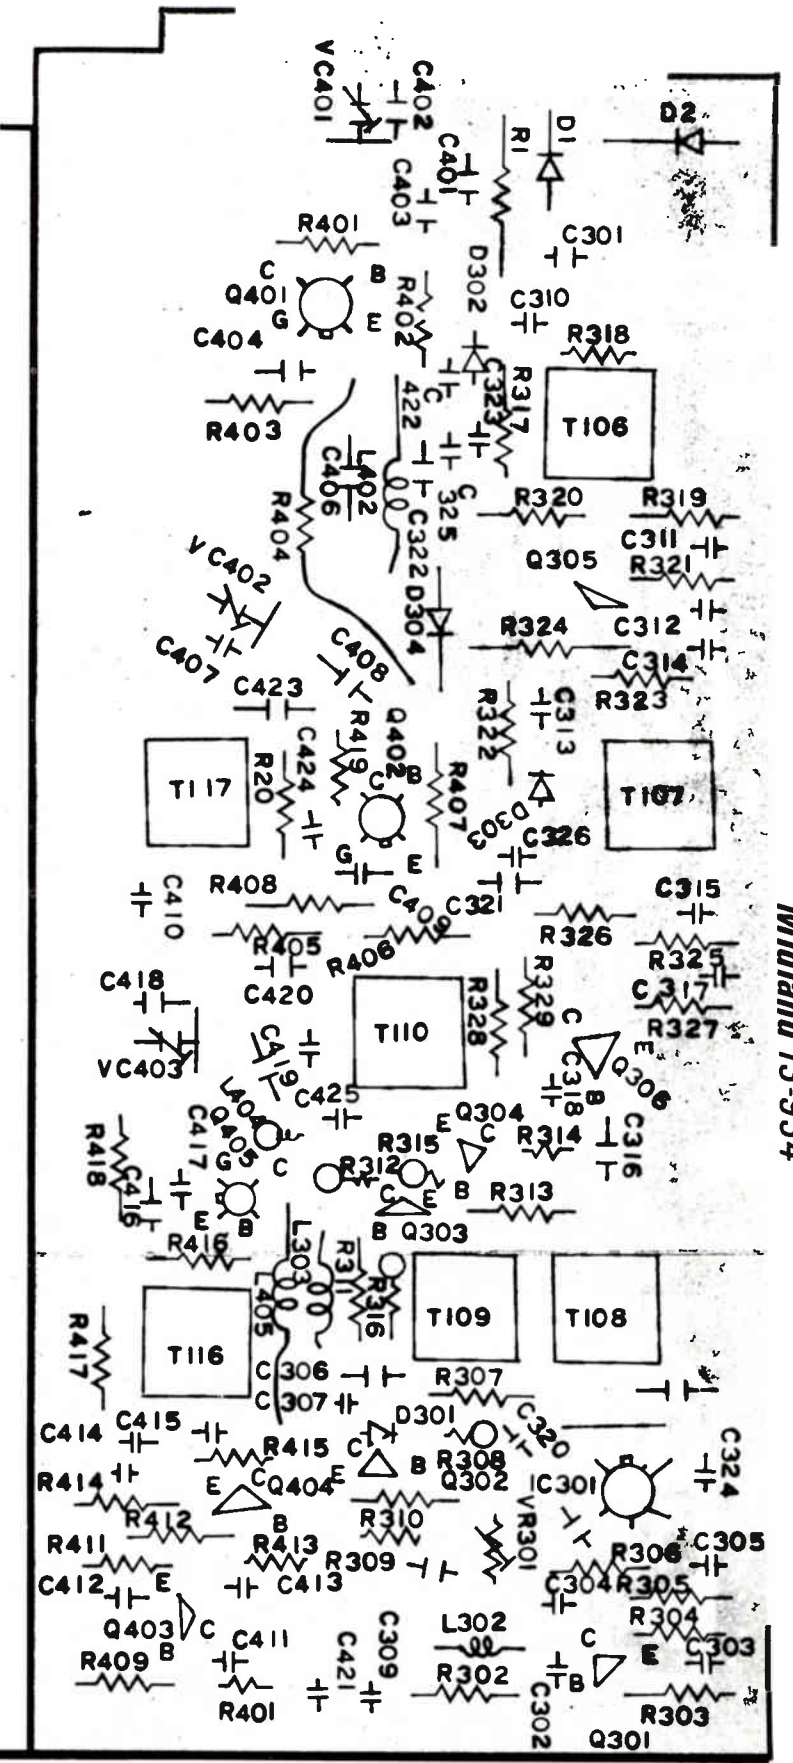 VC401
C402
D2
D1
R1
C401
C403
R401
C301
D302
C
B
Q401
R402
C310
G
E
C404
R318
C323
R317
C
422
T106
R403
L402
C406
C
325
R320
R319
R404
C322
C311
Q305
R321
VC402
D304
R324
C312
C407
C408
C314
C423
R323
Q402
R322
C313
R419
C424
R20
C
B
T117
R407
T107
D303
C326
G
E
R408
C409
C321
C315
C410
R405
R406
R326
R325
C418
C420
R329
C317
T110
R328
C
R327
E
VC403
C419
Q306
L404
C425
C318
B
Q405
E
Q304
C
C417
R315
R314
C316
R418
G
C
R312
C416
C
E
B
R313
E
B
B
Q303
R416
L303
R311
R316
L405
T109
T108
R417
T116
C306
R307
C307
D301
C320
C414
C415
C
R415
R308
C324
R414
E
C
Q404
E
B
Q302
IC301
B
R412
R310
VR301
R411
R413
R309
R306
C305
C412
E
C413
C304
R305
Q403
C
L302
R304
B
C411
C
E
C303
R409
C309
C421
R302
B
R401
C302
R303
Q301
Midland 13-954